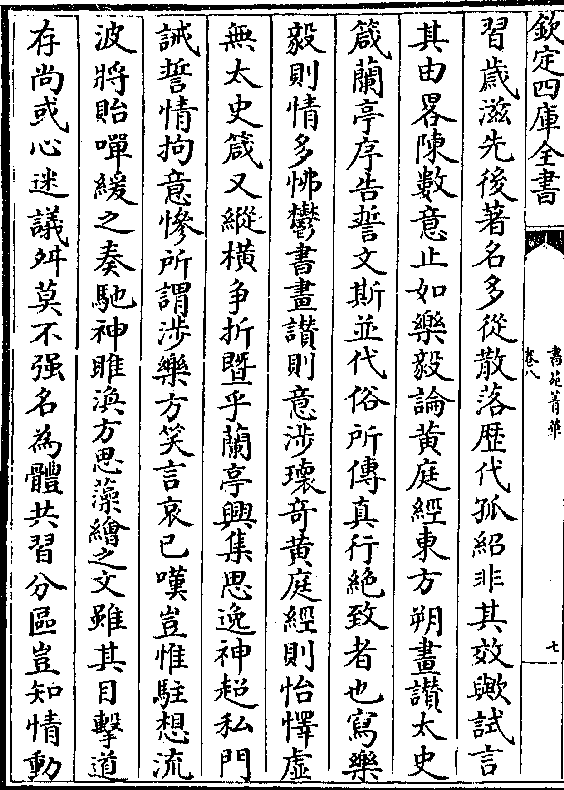 欽定四庫全書
書苑菁華
卷八
七
習歲滋先後著名多從散落歴代孤紹非其效歟試言
其由畧陳數意止如樂毅論黄庭經東方朔畫讃太史
箴蘭亭序告誓文斯並代俗所傳真行絶致者也寫樂
毅則情多怫鬱書畫讃則意涉瓌奇黄庭經則怡懌虚
無太史箴又縱横争折暨乎蘭亭興集思逸神超私門
誡誓情拘意慘所謂涉樂方笑言哀已嘆豈惟駐想流
波將貽嘽緩之奏馳神睢渙方思藻繪之文雖其目擊道
存尚或心迷議舛莫不强名為體共習分區豈知情動